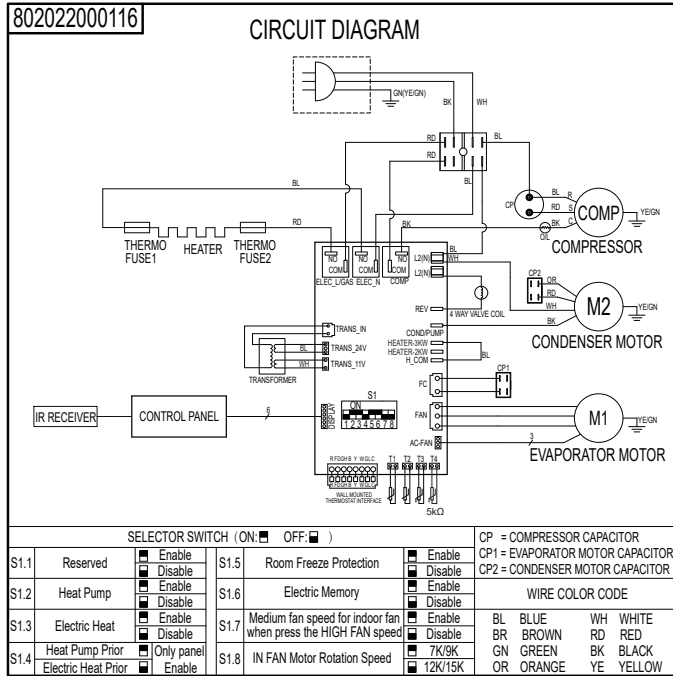 802022000116
CIRCUIT DIAGRAM
GN(YE/GN)
BK
WH
RD
RD
BL
BL
BL
BL
R
CP
RD
S
COMP
YE/GN
BK
C
O/L
COMPRESSOR
RD
BK
THERMO
FUSE1
HEATER
THERMO
FUSE2
NO
COM
NO
COM
NO
COM
ELEC_L/GAS
ELEC_N
COMP
L2(N)
BL
WH
L2(N)
CP2
OR
RD
WH
BK
M2
YE/GN
CONDENSER MOTOR
REV
4 WAY VALVE COIL
COND/PUMP
HEATER-3KW
HEATER-2KW
H_COM
BL
TRANS_IN
BL
TRANS_24V
WH
TRANS_11V
TRANSFORMER
CP1
FC
FAN
M1
YE/GN
EVAPORATOR MOTOR
AC-FAN
3
IR RECEIVER
CONTROL PANEL
6
DISPLAY
S1
ON
1 2 3 4 5 6 7 8
R FDGH B Y WGLC
R FDGH B Y WGLC
WALL MOUNTED
THERMOSTAT INTERFACE
T1 T2 T3 T4
5kΩ
SELECTOR SWITCH (ON: OFF: )
S1.1 Reserved Enable
Disable
S1.2 Heat Pump Enable
Disable
S1.3 Electric Heat Enable
Disable
S1.4 Heat Pump Prior Only panel
Electric Heat Prior Enable
S1.5 Room Freeze Protection Enable
Disable
S1.6 Electric Memory Enable
Disable
S1.7 Medium fan speed for indoor fan Enable
when press the HIGH FAN speed Disable
S1.8 IN FAN Motor Rotation Speed 7K/9K
12K/15K
CP = COMPRESSOR CAPACITOR
CP1 = EVAPORATOR MOTOR CAPACITOR
CP2 = CONDENSER MOTOR CAPACITOR
WIRE COLOR CODE
BL BLUE WH WHITE
BR BROWN RD RED
GN GREEN BK BLACK
OR ORANGE YE YELLOW